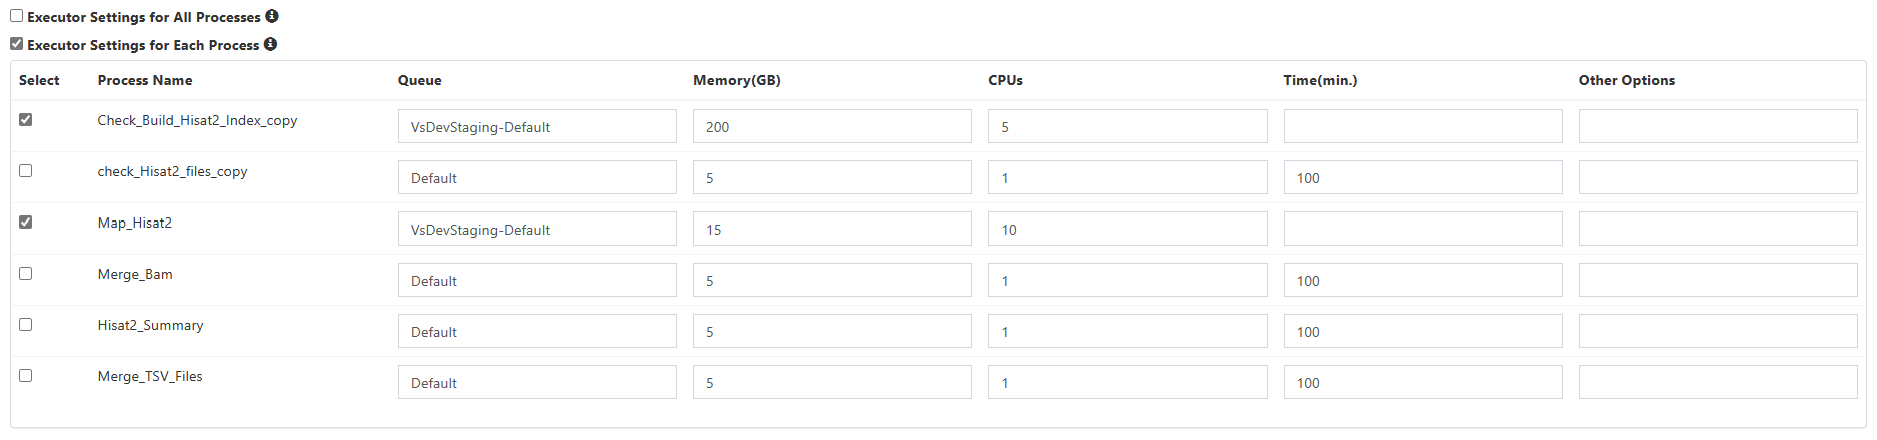 Executor Settings for All Processes
Executor Settings for Each Process
Select Process Name Queue Memory(GB) CPUs Time(min.) Other Options
Check_Build_Hisat2_Index_copy VsDevStaging-Default 200 5
check_Hisat2_files_copy Default 5 1 100
Map_Hisat2 VsDevStaging-Default 15 10
Merge_Bam Default 5 1 100
Hisat2_Summary Default 5 1 100
Merge_TSV_Files Default 5 1 100